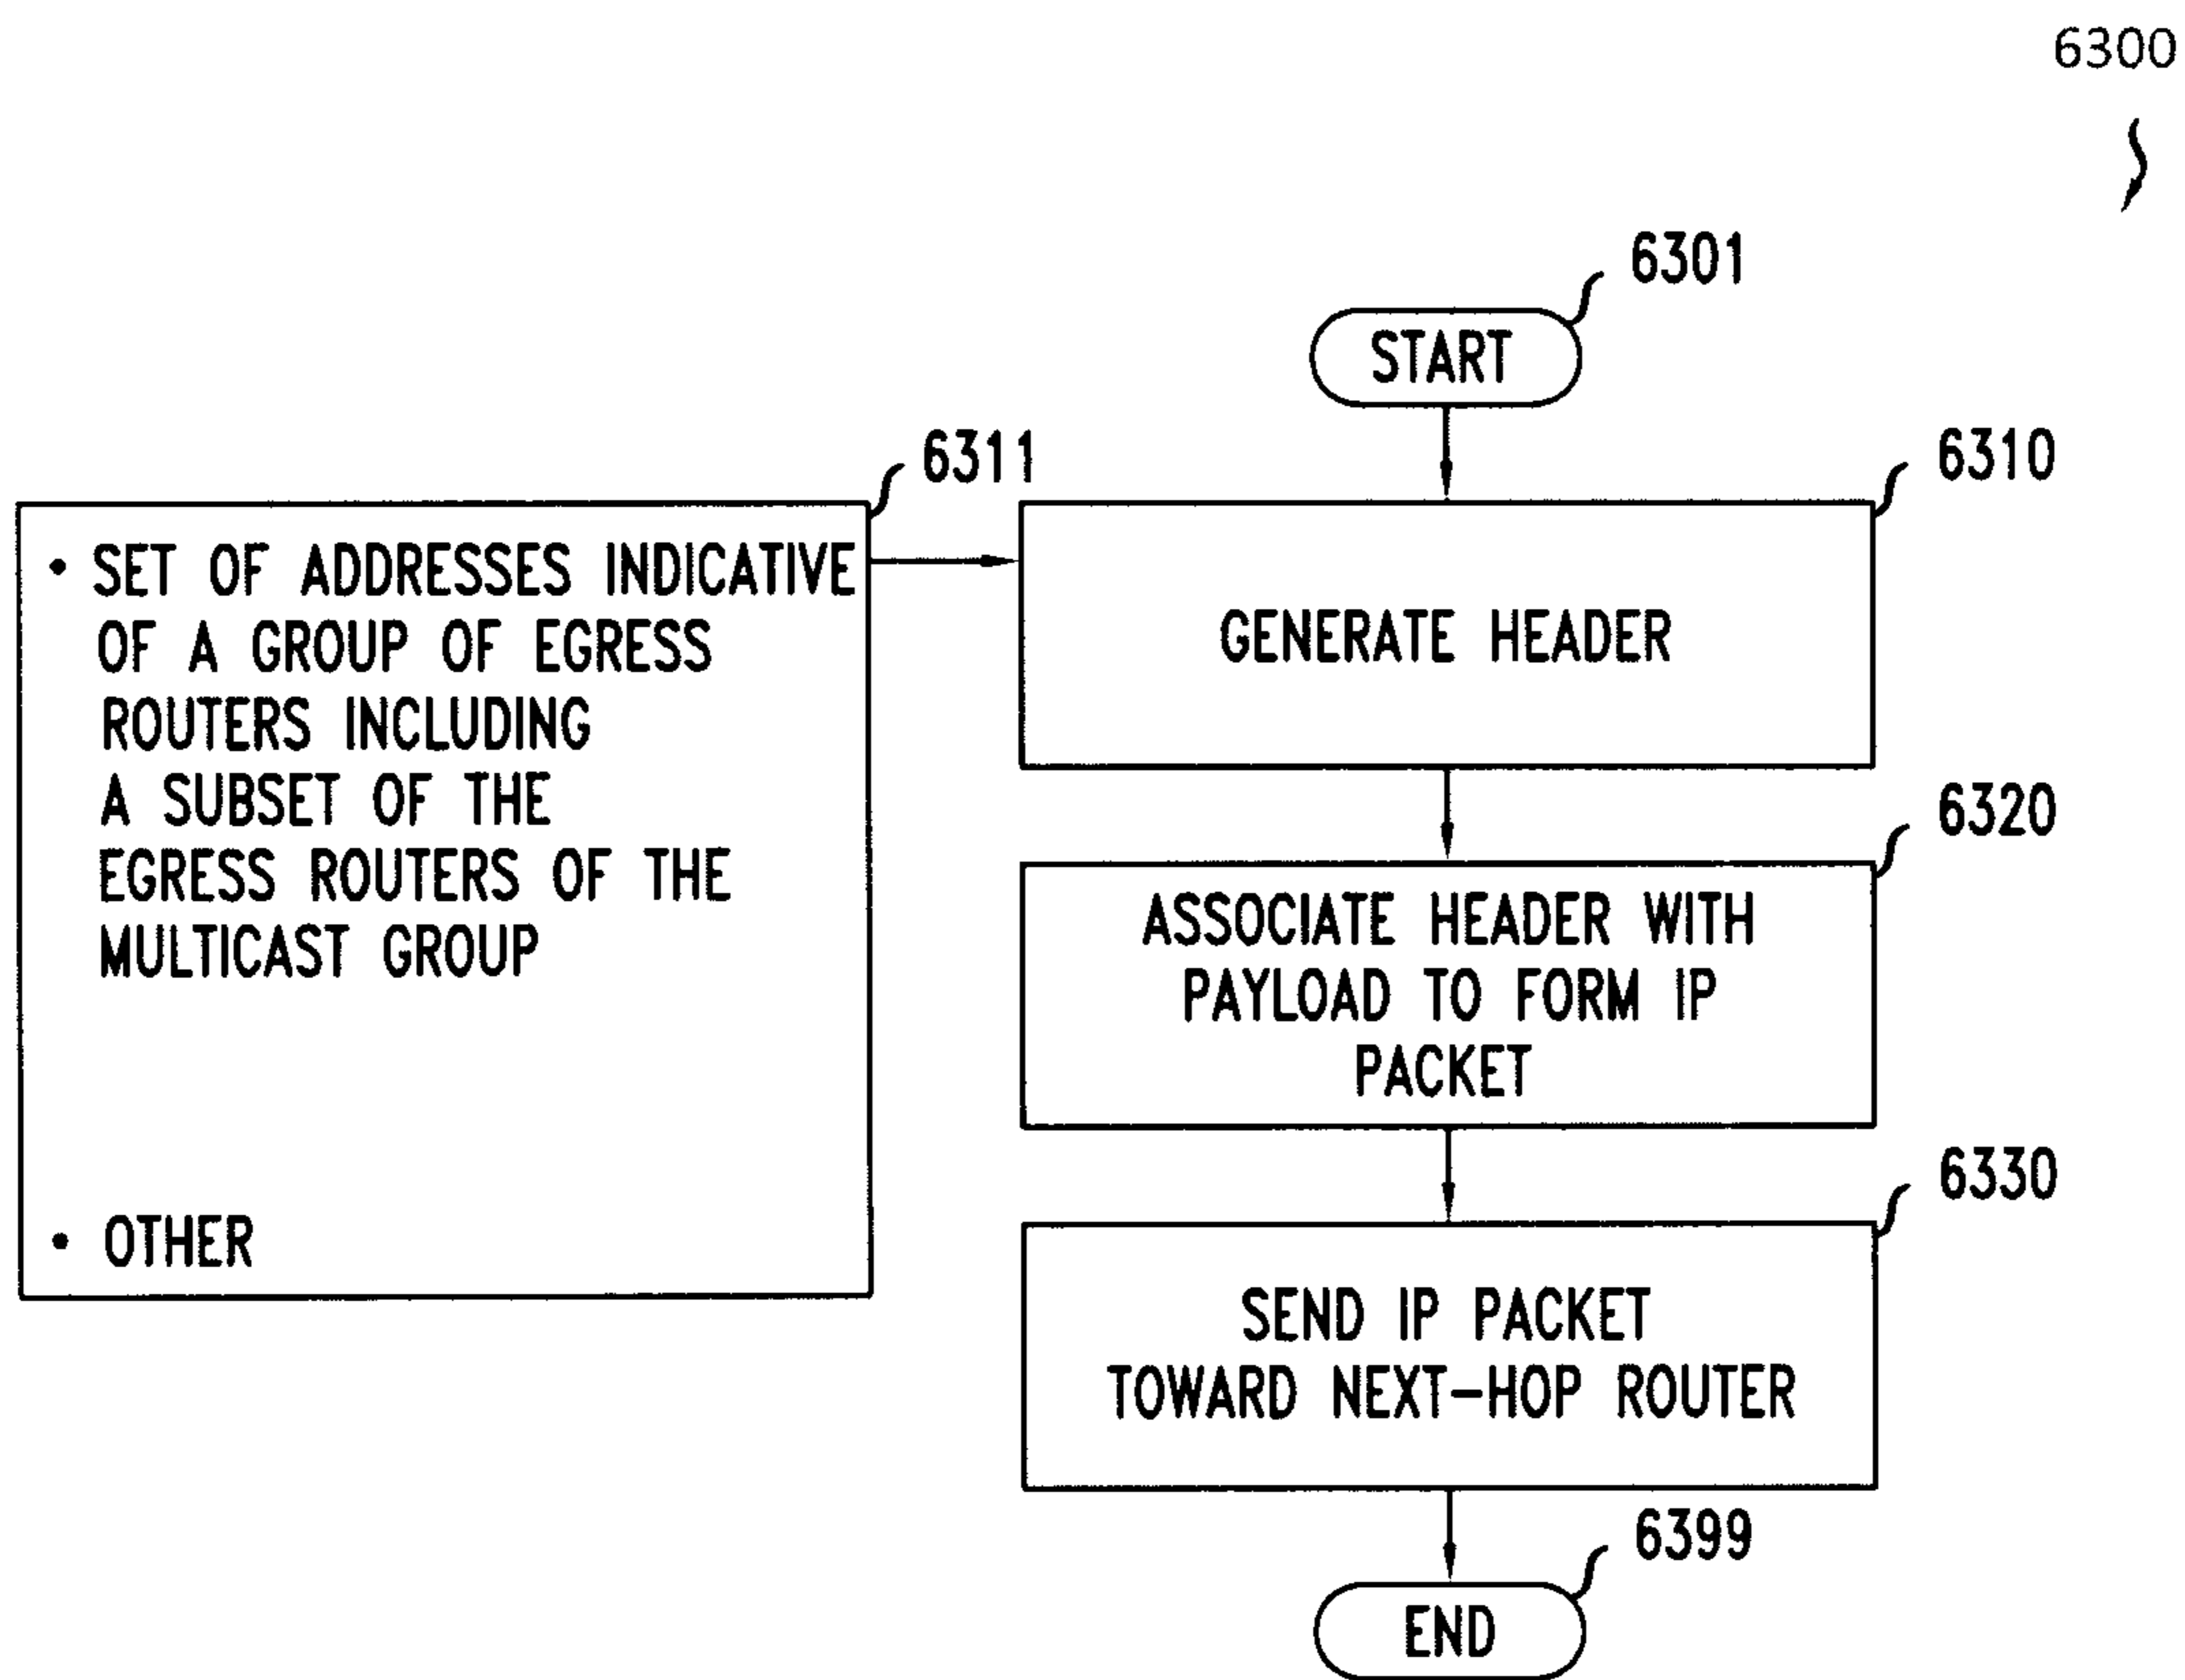 6300
6301
START
6311
6310
• SET OF ADDRESSES INDICATIVE
OF A GROUP OF EGRESS
ROUTERS INCLUDING
A SUBSET OF THE
EGRESS ROUTERS OF THE
MULTICAST GROUP
• OTHER
GENERATE HEADER
6320
ASSOCIATE HEADER WITH
PAYLOAD TO FORM IP
PACKET
6330
SEND IP PACKET
TOWARD NEXT-HOP ROUTER
6399
END